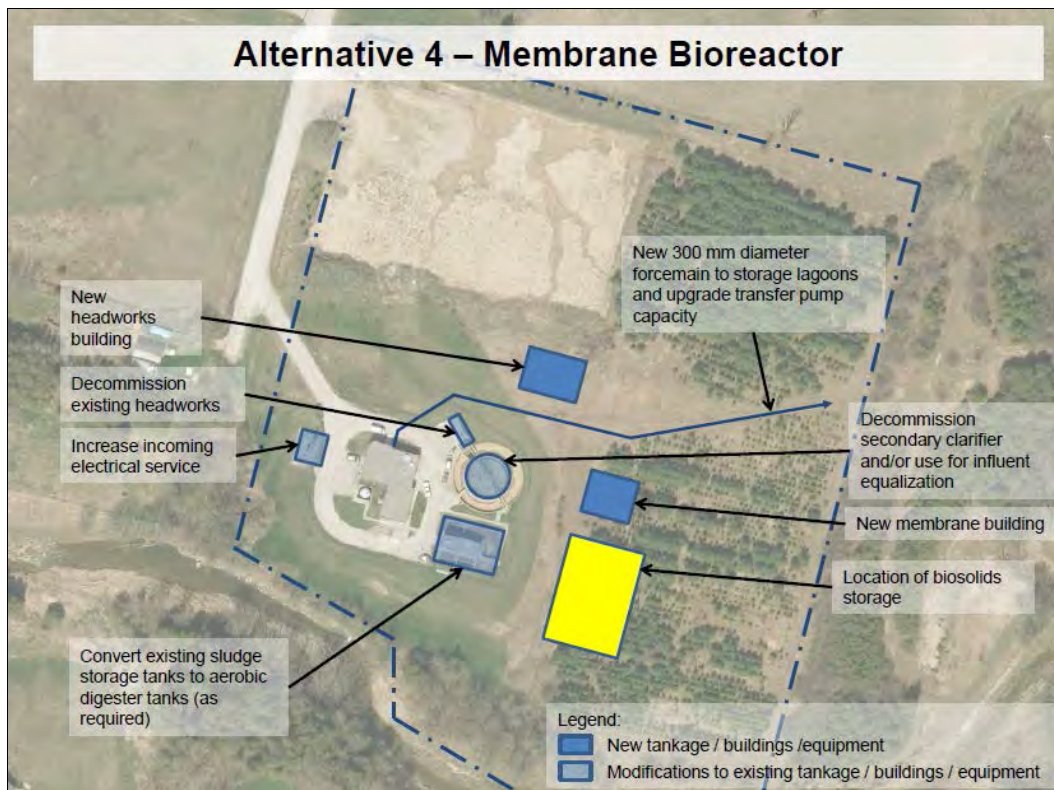 Alternative 4 – Membrane Bioreactor
New 300 mm diameter
forcemain to storage lagoons
and upgrade transfer pump
capacity
New
headworks
building
Decommission
existing headworks
Increase incoming
electrical service
Decommission
secondary clarifier
and/or use for influent
equalization
New membrane building
Location of biosolids
storage
Convert existing sludge
storage tanks to aerobic
digester tanks (as
required)
Legend:
New tankage / buildings /equipment
Modifications to existing tankage / buildings / equipment